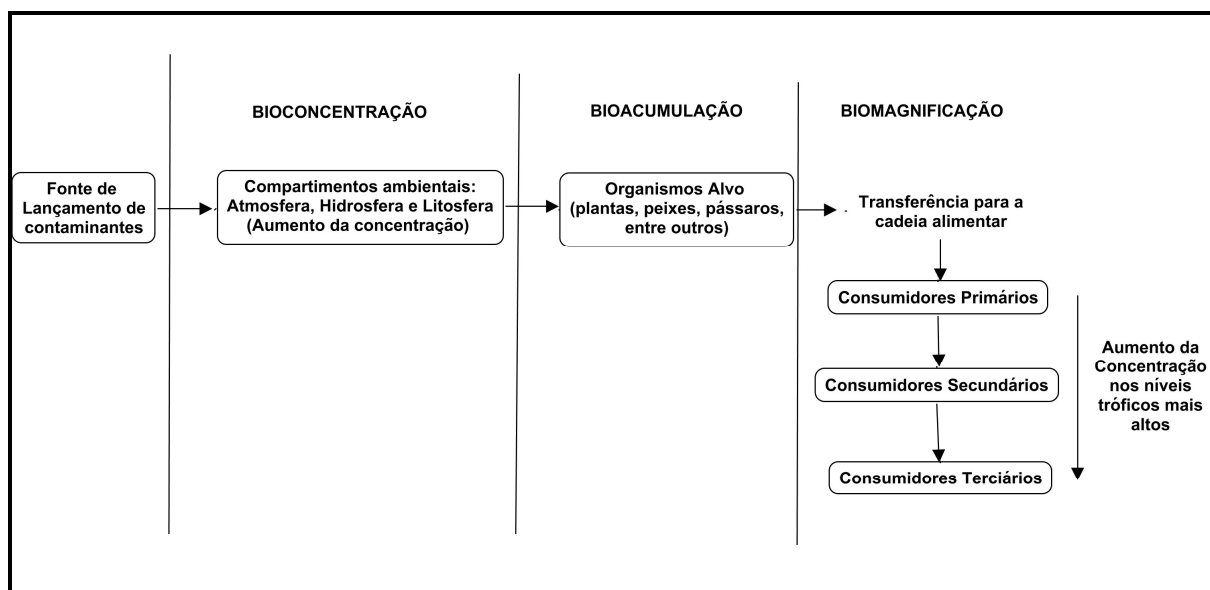 BIOCONCENTRAÇÃO
BIOACUMULAÇÃO
BIOMAGNIFICAÇÃO
Fonte de
Lançamento de
contaminantes
Compartimentos ambientais:
Atmosfera, Hidrosfera e Litosfera
(Aumento da concentração)
Organismos Alvo
(plantas, peixes, pássaros,
entre outros)
Transferência para a
cadeia alimentar
Consumidores Primários
Consumidores Secundários
Consumidores Terciários
Aumento da
Concentração
nos níveis
tróficos mais
altos